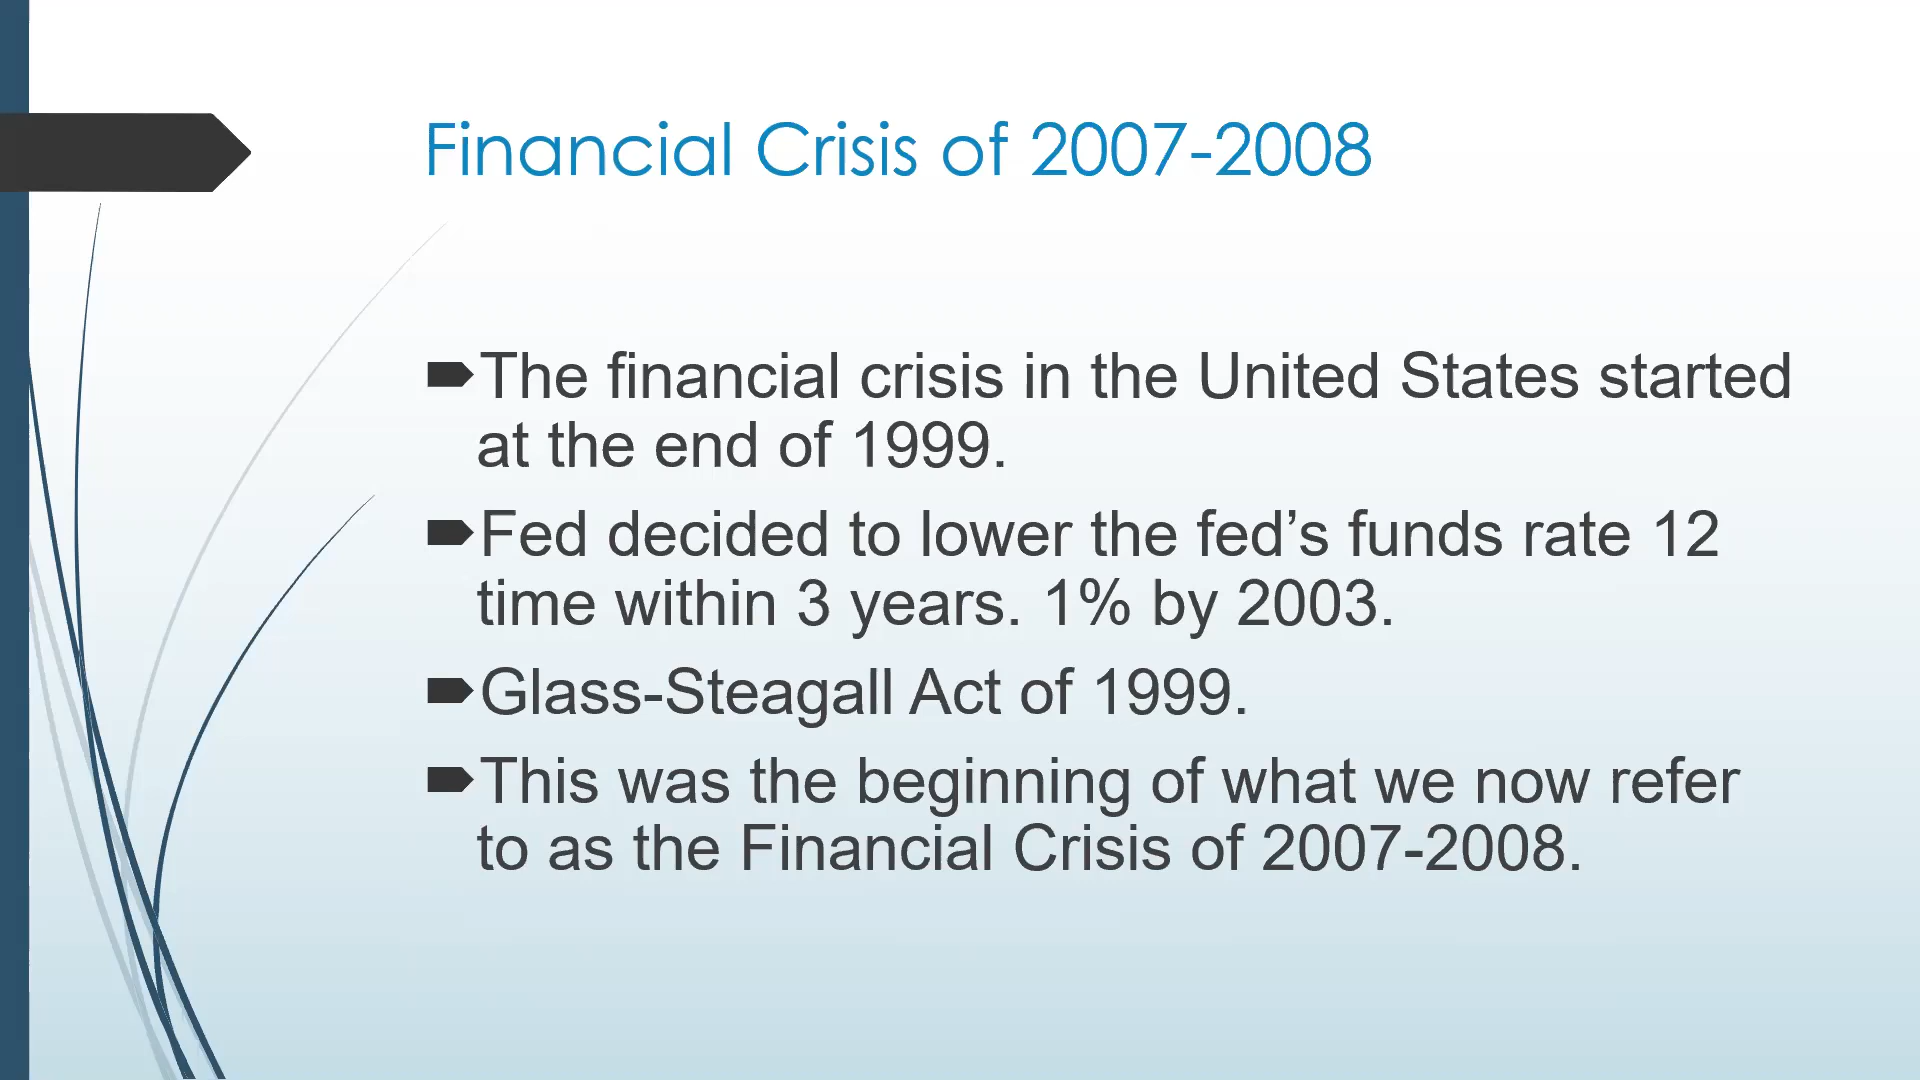 Financial Crisis of 2007-2008
The financial crisis in the United States started
at the end of 1999.
Fed decided to lower the fed’s funds rate 12
time within 3 years. 1% by 2003.
Glass-Steagall Act of 1999.
This was the beginning of what we now refer
to as the Financial Crisis of 2007-2008.